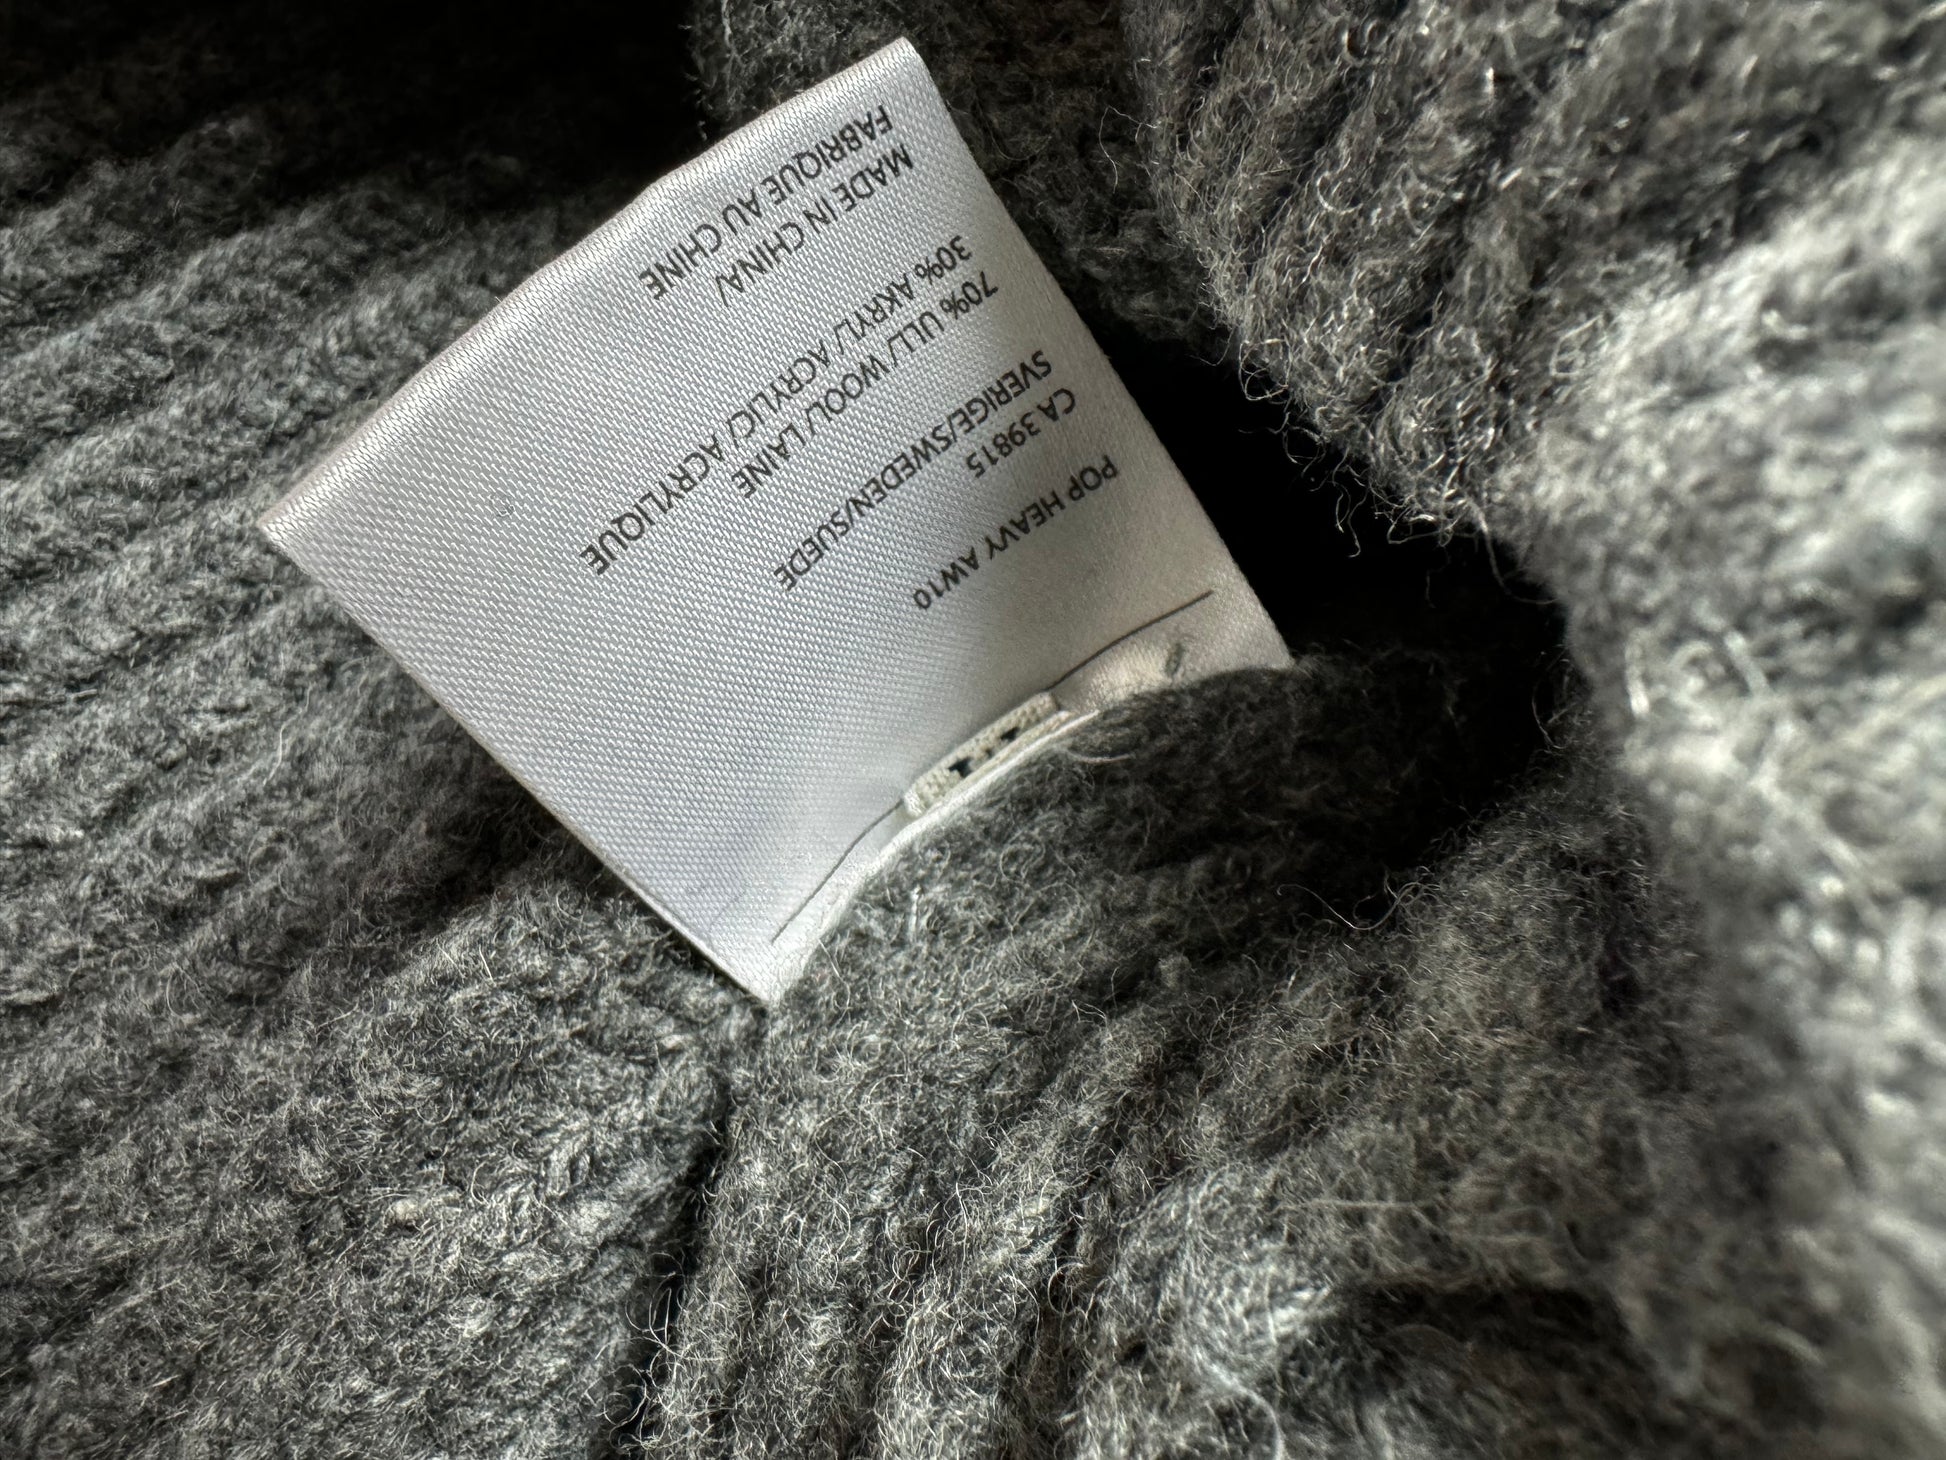 POP HEAVY AW10
CA 39815
SVERIGE/SWEDEN/SUEDE
70% ULL/ WOOL/ LAINE
30% AKRYL/ ACRYLIC/ ACRYLIQUE
MADE IN CHINA/
FABRIQUE AU CHINE